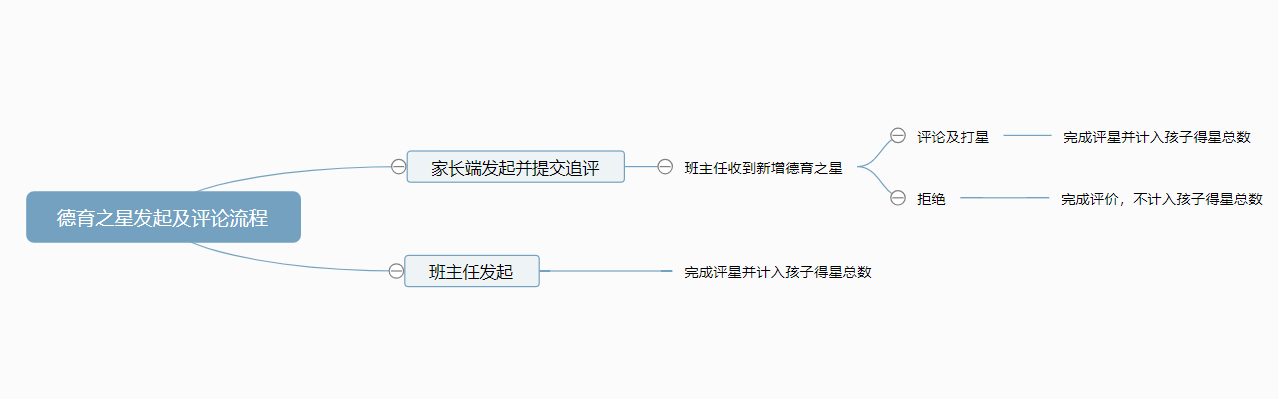 德育之星发起及评论流程
家长端发起并提交追评
班主任收到新增德育之星
评论及打星
完成评星并计入孩子得星总数
拒绝
完成评价，不计入孩子得星总数
班主任发起
完成评星并计入孩子得星总数